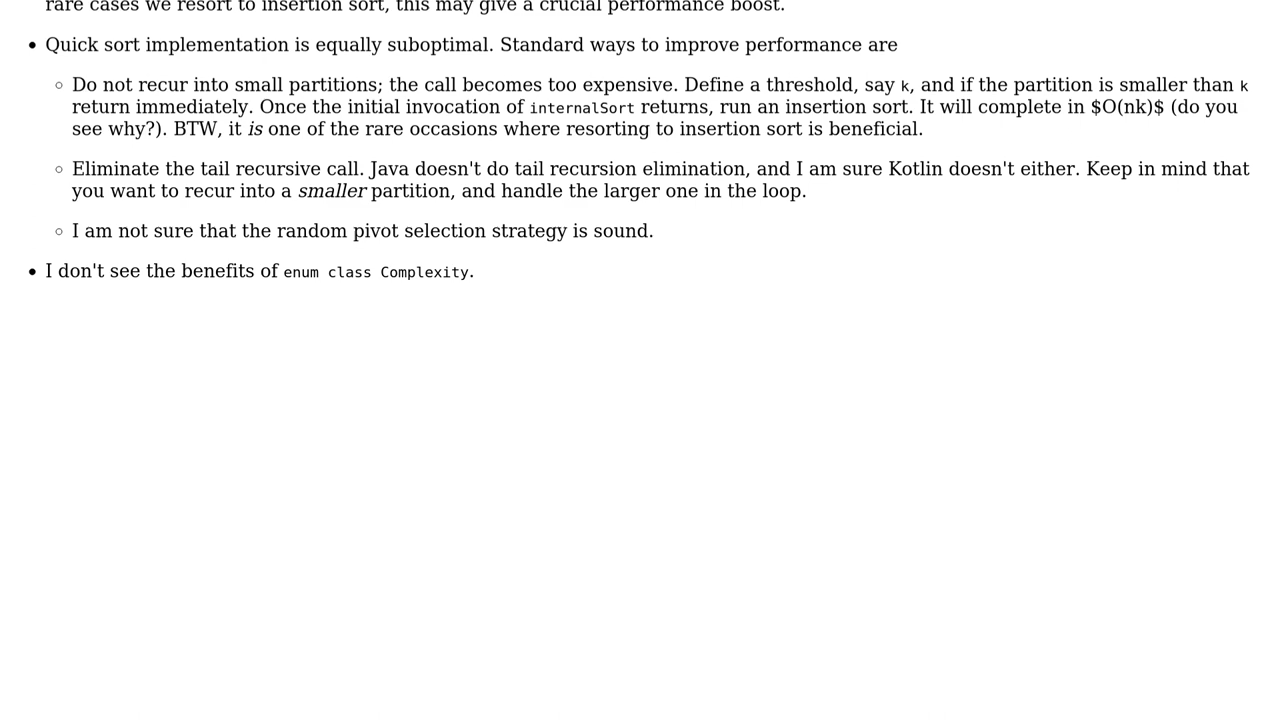 rare cases we resort to insertion sort, this may give a crucial performance boost.
• Quick sort implementation is equally suboptimal. Standard ways to improve performance are
◦ Do not recur into small partitions; the call becomes too expensive. Define a threshold, say k, and if the partition is smaller than k
return immediately. Once the initial invocation of internalSort returns, run an insertion sort. It will complete in $O(nk)$ (do you
see why?). BTW, it is one of the rare occasions where resorting to insertion sort is beneficial.
◦ Eliminate the tail recursive call. Java doesn't do tail recursion elimination, and I am sure Kotlin doesn't either. Keep in mind that
you want to recur into a smaller partition, and handle the larger one in the loop.
◦ I am not sure that the random pivot selection strategy is sound.
• I don't see the benefits of enum class Complexity.